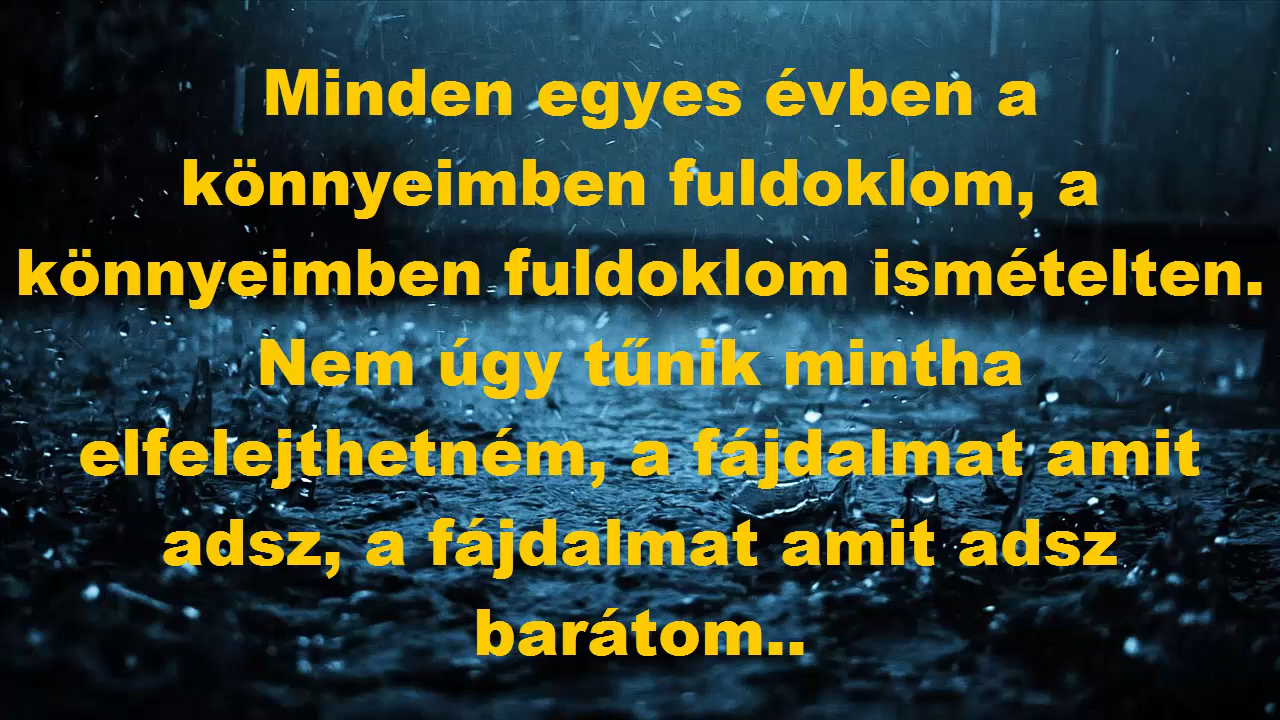 Minden egyes évben a
könnyeimben fuldoklom, a
könnyeimben fuldoklom ismételten.
Nem úgy tűnik mintha
elfelejthetném, a fájdalmat amit
adsz, a fájdalmat amit adsz
barátom..